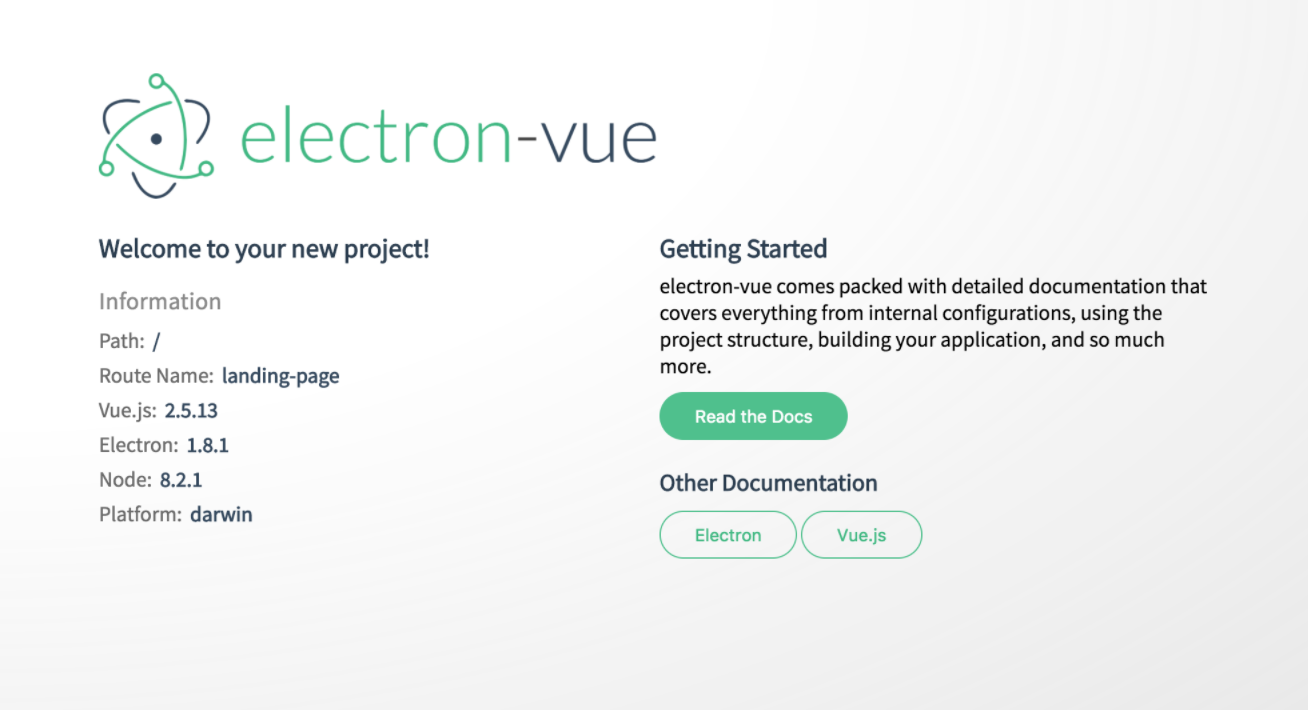 electron-vue
Welcome to your new project!
Information
Path: /
Route Name: landing-page
Vue.js: 2.5.13
Electron: 1.8.1
Node: 8.2.1
Platform: darwin
Getting Started
electron-vue comes packed with detailed documentation that
covers everything from internal configurations, using the
project structure, building your application, and so much
more.
Read the Docs
Other Documentation
Electron
Vue.js